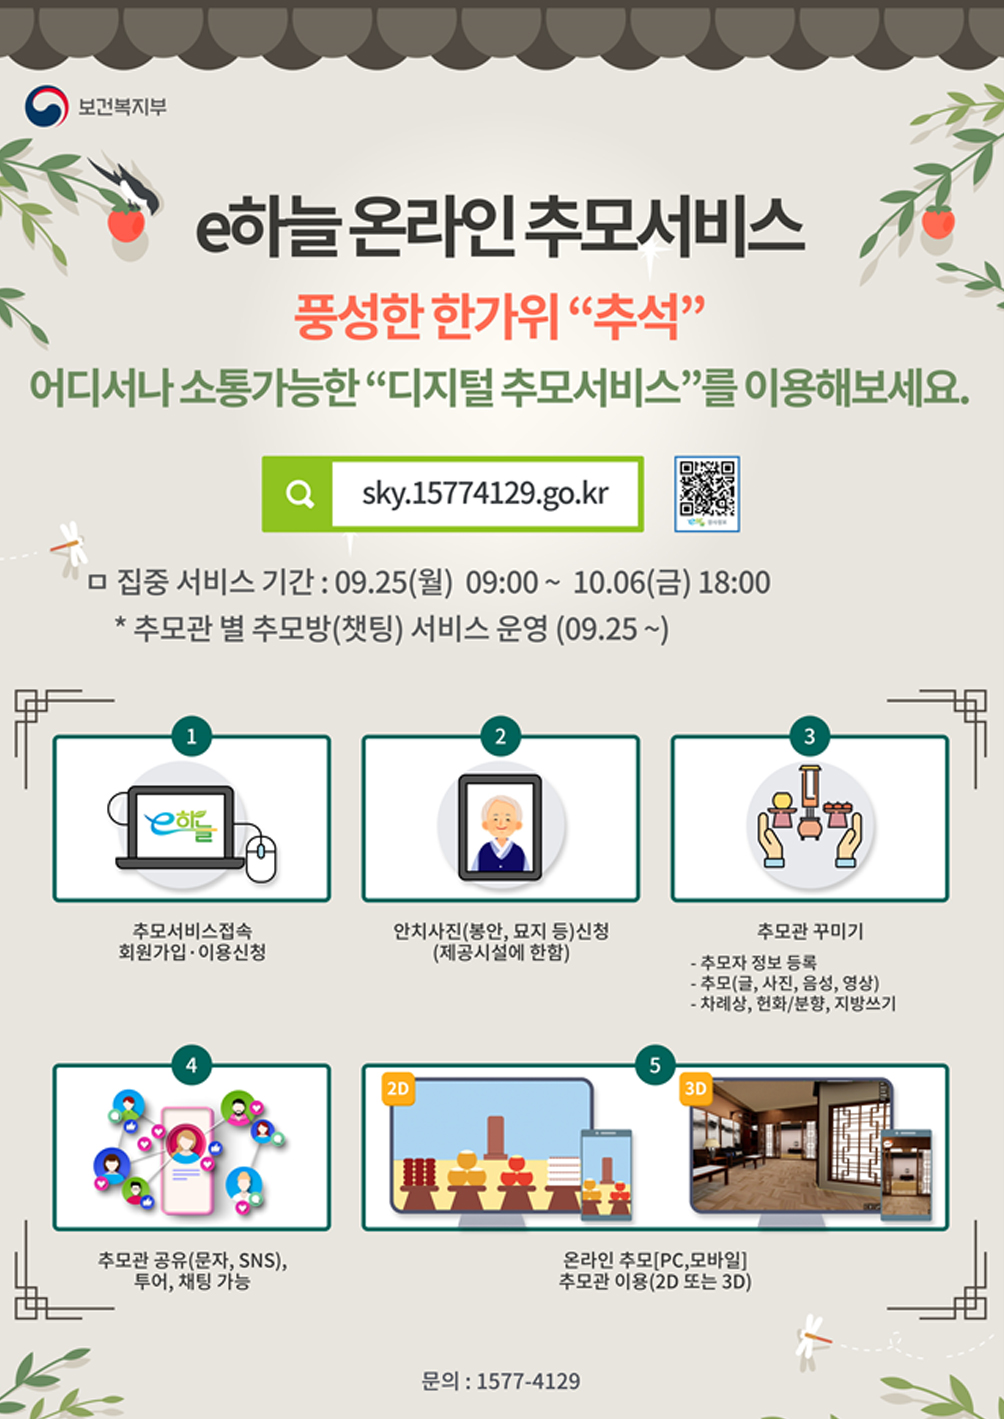 보건복지부
e하늘 온라인 추모서비스
풍성한 한가위 “추석”
어디서나 소통가능한 “디지털 추모서비스”를 이용해보세요.
sky.15774129.go.kr
ㅁ 집중 서비스 기간 : 09.25(월) 09:00 ~ 10.06(금) 18:00
* 추모관 별 추모방(챗팅) 서비스 운영 (09.25 ~)
1
e하늘
추모서비스접속
회원가입·이용신청
2
안치사진(봉안, 묘지 등)신청
(제공시설에 한함)
3
추모관 꾸미기
- 추모자 정보 등록
- 추모(글, 사진, 음성, 영상)
- 차례상, 헌화/분향, 지방쓰기
4
추모관 공유(문자, SNS),
투어, 채팅 가능
5
2D
3D
온라인 추모[PC,모바일]
추모관 이용(2D 또는 3D)
문의 : 1577-4129